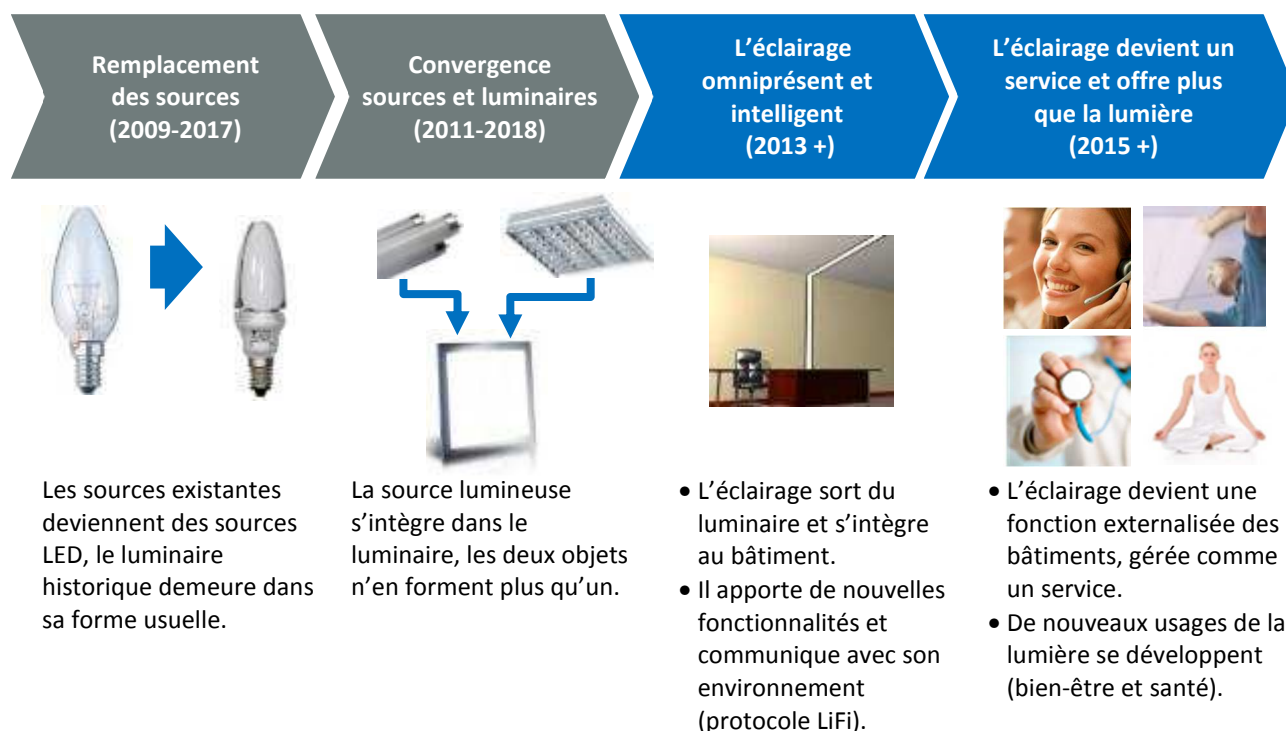 Remplacement
des sources
(2009-2017)
Convergence
sources et luminaires
(2011-2018)
L’éclairage
omniprésent et
intelligent
(2013 +)
L’éclairage devient un
service et offre plus
que la lumière
(2015 +)
Les sources existantes
deviennent des sources
LED, le luminaire
historique demeure dans
sa forme usuelle.
La source lumineuse
s’intègre dans le
luminaire, les deux objets
n’en forment plus qu’un.
• L’éclairage sort du
luminaire et s’intègre
au bâtiment.
• Il apporte de nouvelles
fonctionnalités et
communique avec son
environnement
(protocole LiFi).
• L’éclairage devient une
fonction externalisée des
bâtiments, gérée comme
un service.
• De nouveaux usages de la
lumière se développent
(bien-être et santé).